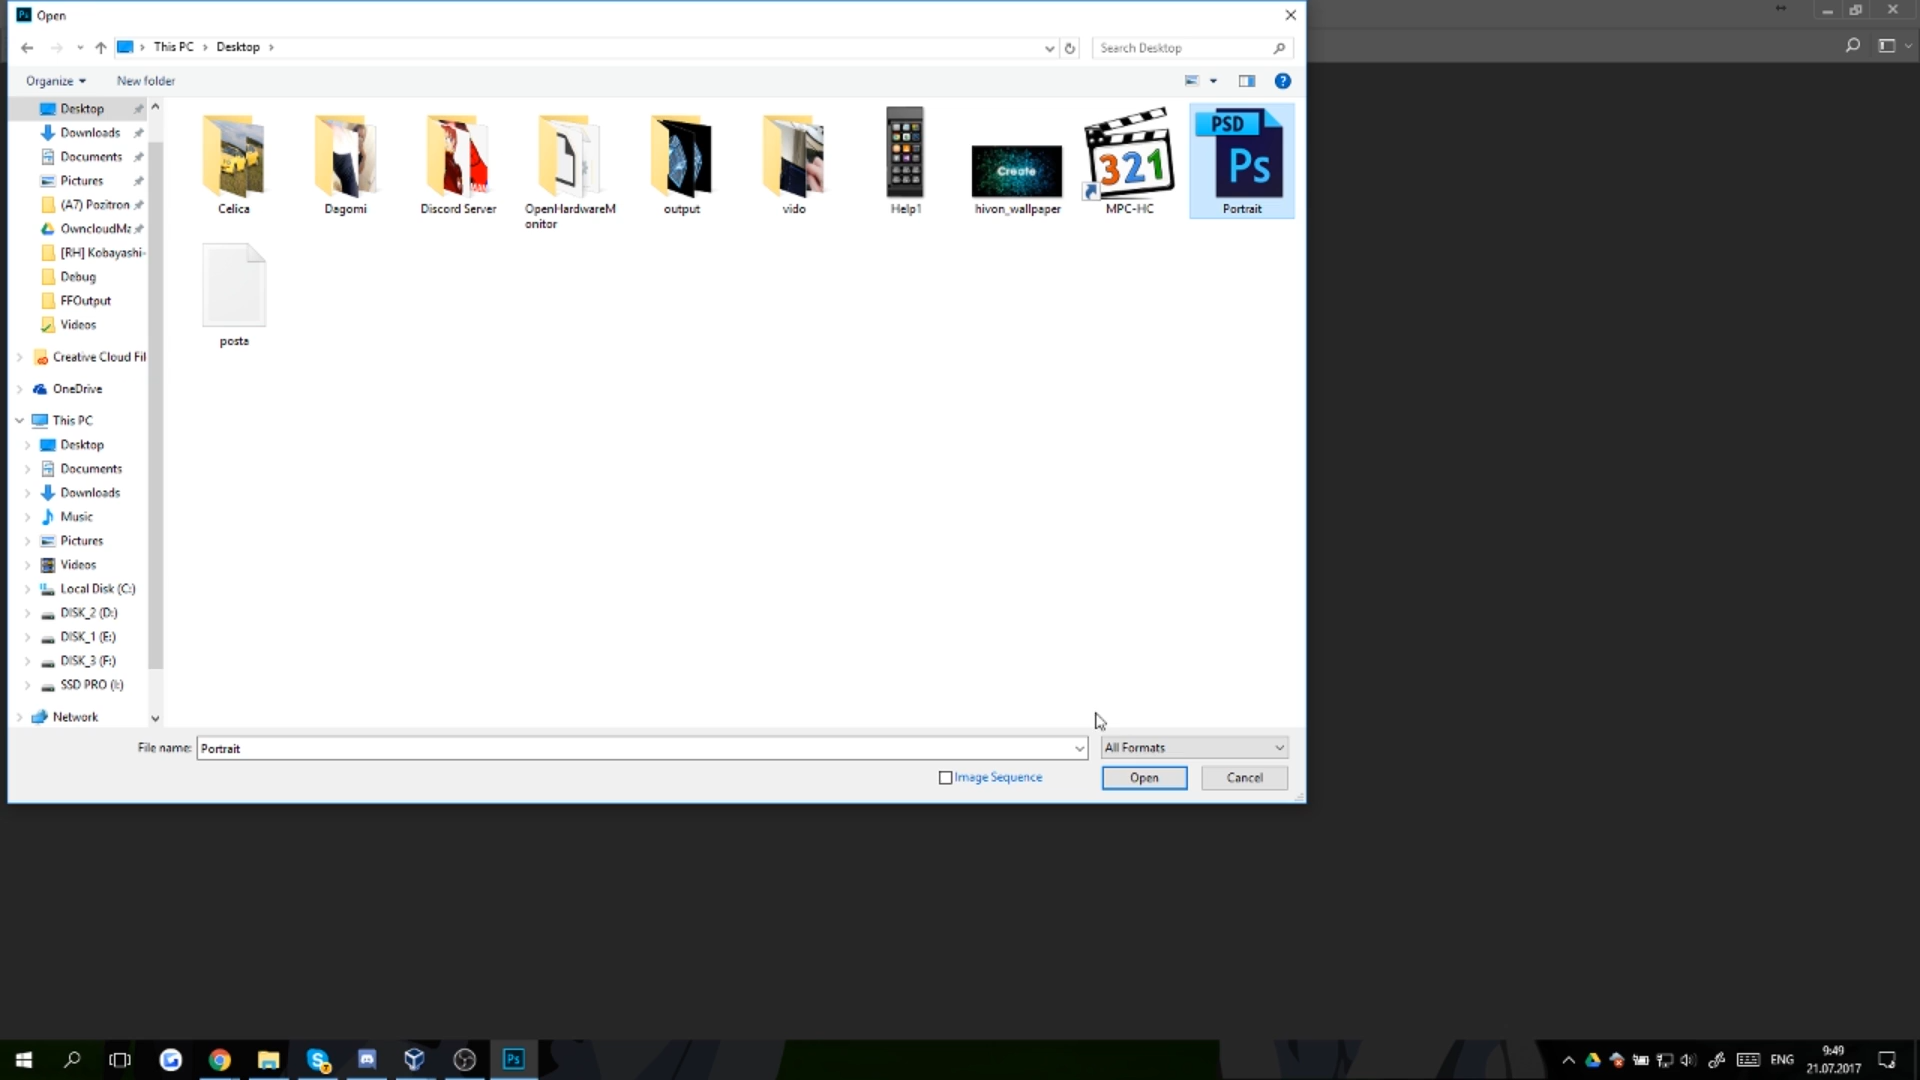 Open
This PC
Desktop
Search Desktop
Organize
New folder
Desktop
Downloads
Documents
Pictures
(A7) Pozitron
OwncloudMa
[RH] Kobayashi-
Debug
FFOutput
Videos
Creative Cloud Fil
OneDrive
This PC
Desktop
Documents
Downloads
Music
Pictures
Videos
Local Disk (C:)
DISK_2 (D:)
DISK_1 (E:)
DISK_3 (F:)
SSD PRO (I:)
Network
Create
321
PSD
Ps
Celica
Dagomi
Discord Server
OpenHardwareM
onitor
output
vido
Help1
hivon_wallpaper
MPC-HC
Portrait
posta
File name:
Portrait
All Formats
Image Sequence
Open
Cancel
Ps
ENG
9:49
21.07.2017